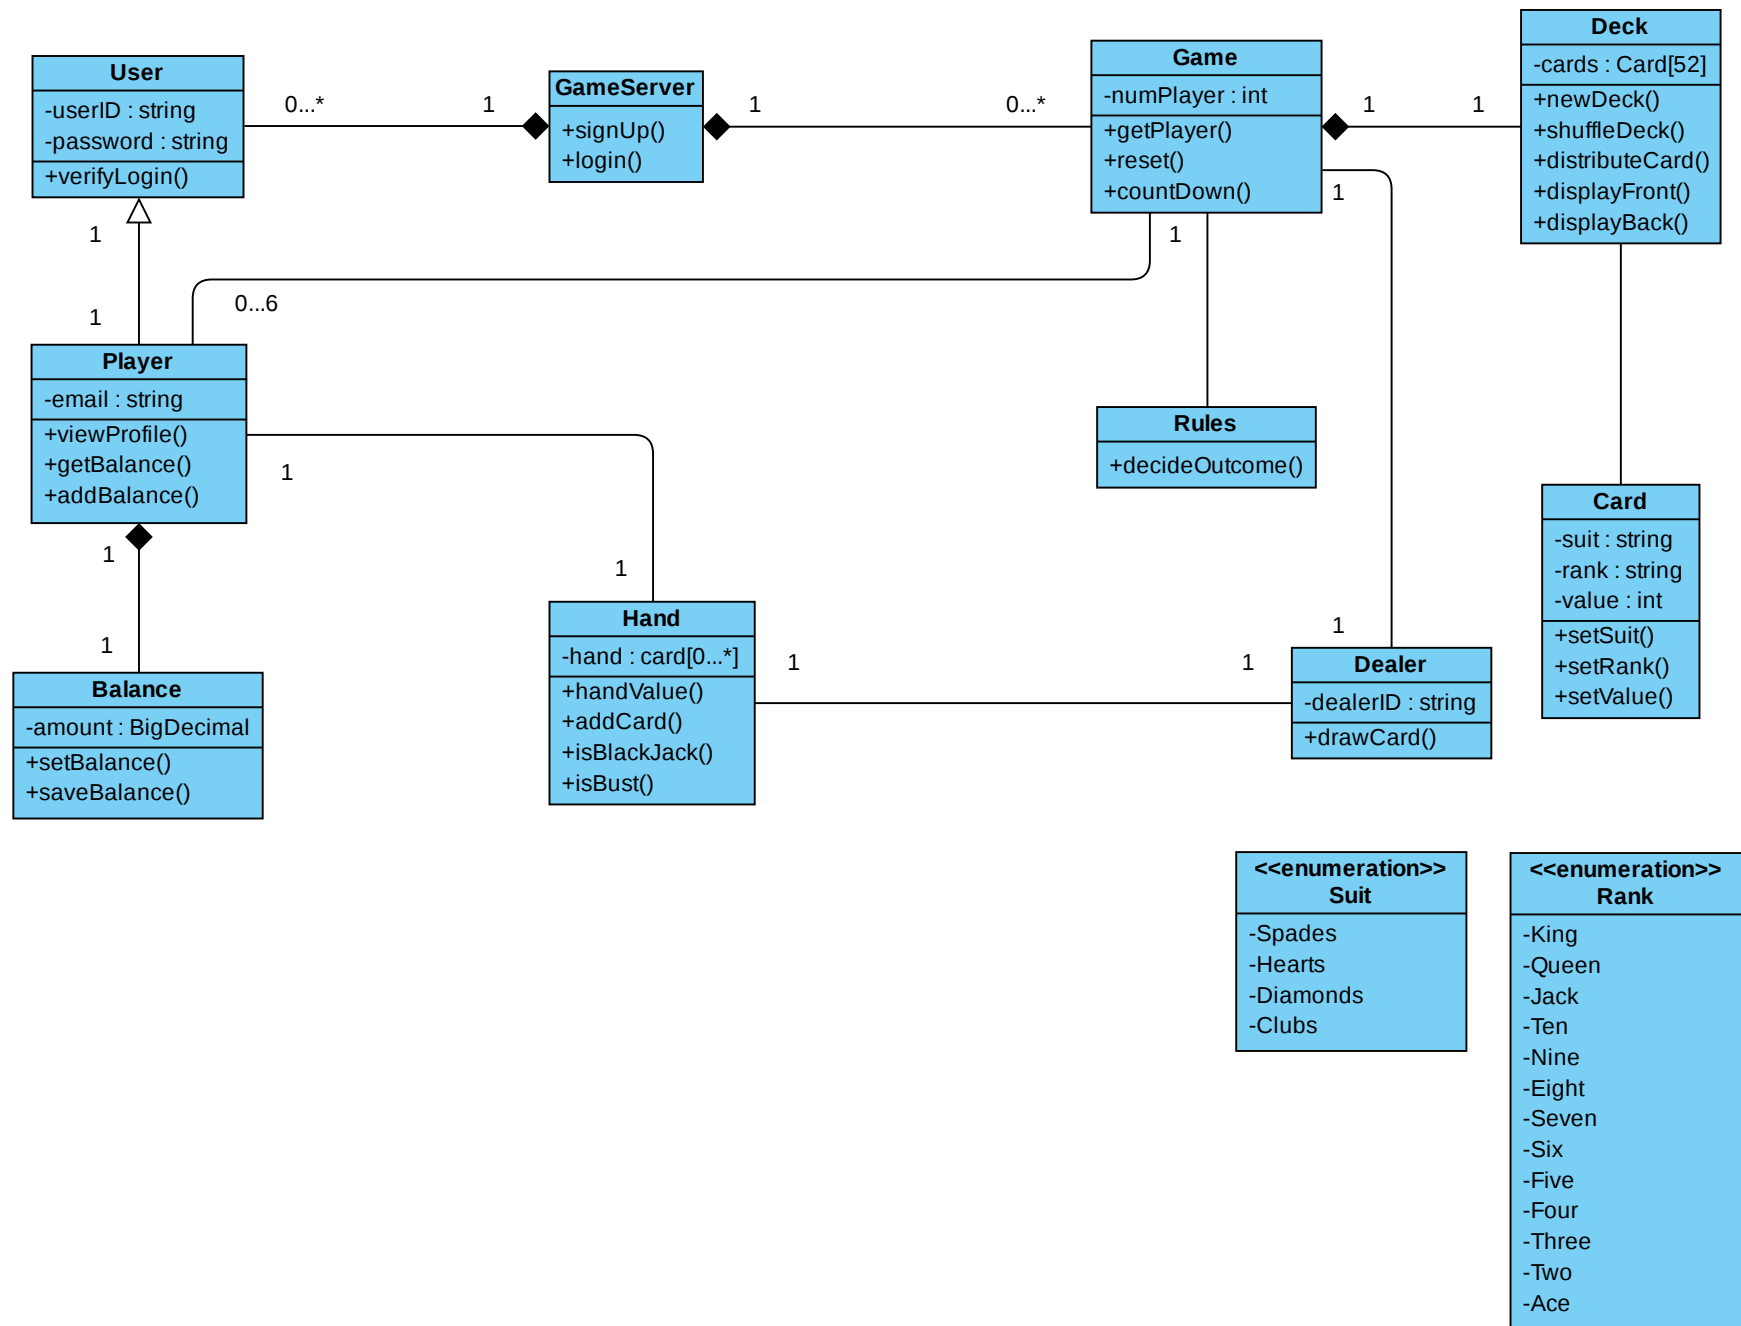 User
-userID : string
-password : string
+verifyLogin()
0...*
1
GameServer
+signUp()
+login()
1
0...*
Game
-numPlayer : int
+getPlayer()
+reset()
+countDown()
1
1
Deck
-cards : Card[52]
+newDeck()
+shuffleDeck()
+distributeCard()
+displayFront()
+displayBack()
1
1
1
0...6
1
Player
-email : string
+viewProfile()
+getBalance()
+addBalance()
1
1
1
1
Balance
-amount : BigDecimal
+setBalance()
+saveBalance()
Hand
-hand : card[0...*]
+handValue()
+addCard()
+isBlackJack()
+isBust()
1
1
Rules
+decideOutcome()
1
Dealer
-dealerID : string
+drawCard()
Card
-suit : string
-rank : string
-value : int
+setSuit()
+setRank()
+setValue()
<<enumeration>>
Suit
-Spades
-Hearts
-Diamonds
-Clubs
<<enumeration>>
Rank
-King
-Queen
-Jack
-Ten
-Nine
-Eight
-Seven
-Six
-Five
-Four
-Three
-Two
-Ace